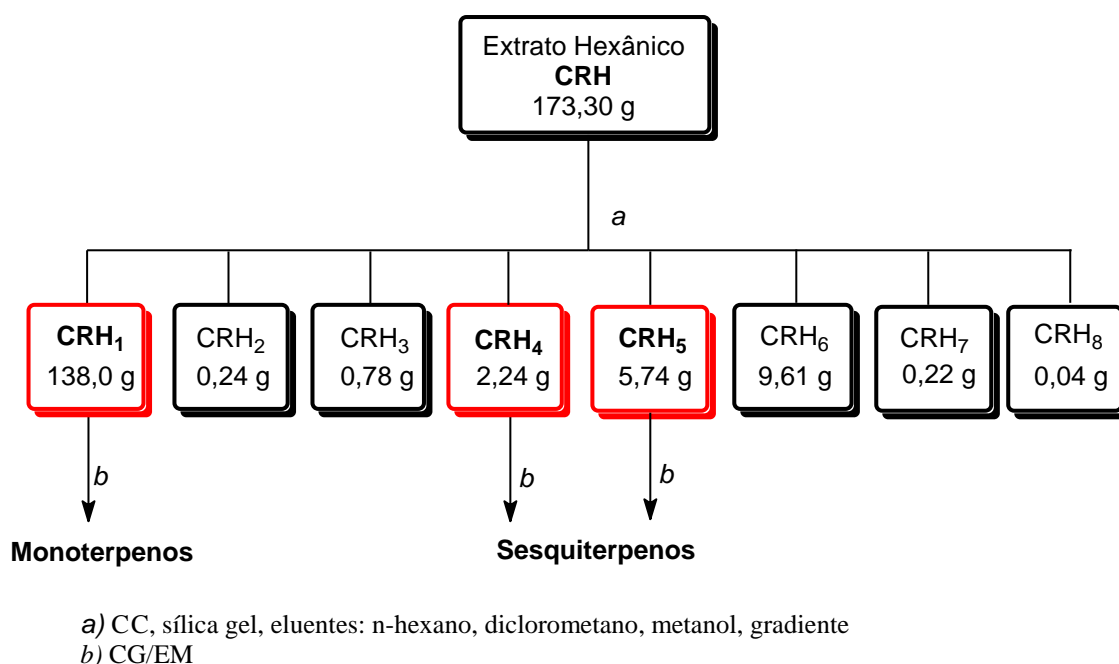 Extrato Hexânico
CRH
173,30 g
a
CRH₁
138,0 g
CRH₂
0,24 g
CRH₃
0,78 g
CRH₄
2,24 g
CRH₅
5,74 g
CRH₆
9,61 g
CRH₇
0,22 g
CRH₈
0,04 g
b
b
b
Monoterpenos
Sesquiterpenos
a) CC, sílica gel, eluentes: n-hexano, diclorometano, metanol, gradiente
b) CG/EM